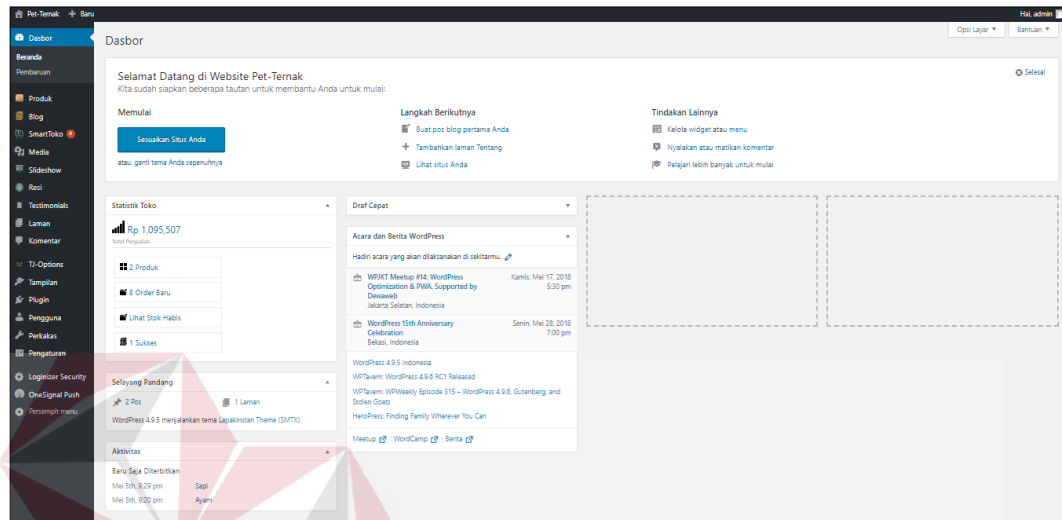 Pet-Ternak + Baru
Hai, admin
Dasbor
Beranda
Pembaruan
Produk
Blog
SmartToko 8
Media
Slideshow
Resi
Testimonials
Laman
Komentar
TJ-Options
Tampilan
Plugin
Pengguna
Perkakas
Pengaturan
Loginizer Security
OneSignal Push
Persempit menu
Dasbor
Opsi Layar
Bantuan
Selamat Datang di Website Pet-Ternak
Kita sudah siapkan beberapa tautan untuk membantu Anda untuk mulai:
Selesai
Memulai
Sesuaikan Situs Anda
atau, ganti tema Anda sepenuhnya
Langkah Berikutnya
Buat pos blog pertama Anda
Tambahkan laman Tentang
Lihat situs Anda
Tindakan Lainnya
Kelola widget atau menu
Nyalakan atau matikan komentar
Pelajari lebih banyak untuk mulai
Statistik Toko
Rp 1,095,507
Total Penjualan
2 Produk
8 Order Baru
Lihat Stok Habis
1 Sukses
Selayang Pandang
2 Pos
1 Laman
WordPress 4.9.5 menjalankan tema Lapakinstan Theme (SMTX).
Aktivitas
Baru Saja Diterbitkan
Mei 5th, 9:29 pm Sapi
Mei 5th, 9:20 pm Ayam
Draf Cepat
Acara dan Berita WordPress
Hadiri acara yang akan dilaksanakan di sekitarmu.
WPJKT Meetup #14: WordPress
Optimization & PWA. Supported by
Dewaweb
Jakarta Selatan, Indonesia
Kamis, Mei 17, 2018
5:30 pm
WordPress 15th Anniversary
Celebration
Bekasi, Indonesia
Senin, Mei 28, 2018
7:00 pm
WordPress 4.9.5 Indonesia
WPTavern: WordPress 4.9.6 RC1 Released
WPTavern: WPWeekly Episode 315 – WordPress 4.9.6, Gutenberg, and
Stolen Goats
HeroPress: Finding Family Wherever You Can
Meetup | WordCamp | Berita